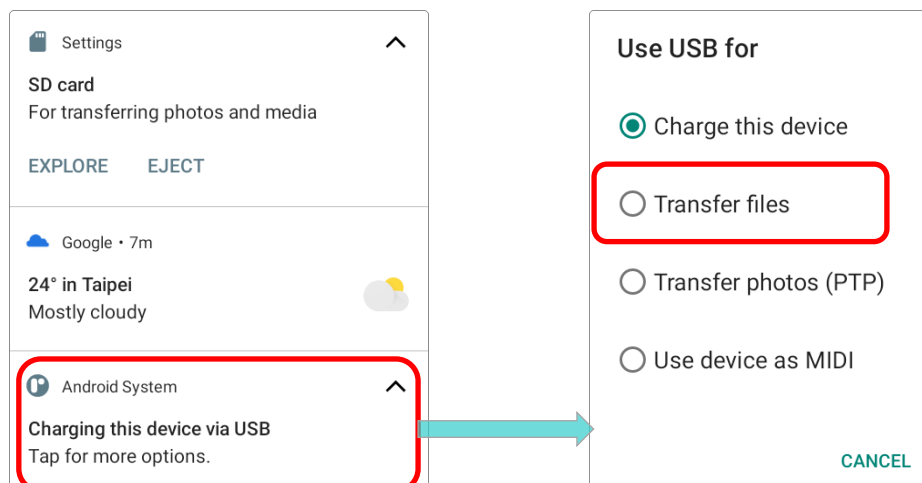 Settings
SD card
For transferring photos and media
EXPLORE EJECT
Google • 7m
24° in Taipei
Mostly cloudy
Android System
Charging this device via USB
Tap for more options.
Use USB for
Charge this device
Transfer files
Transfer photos (PTP)
Use device as MIDI
CANCEL